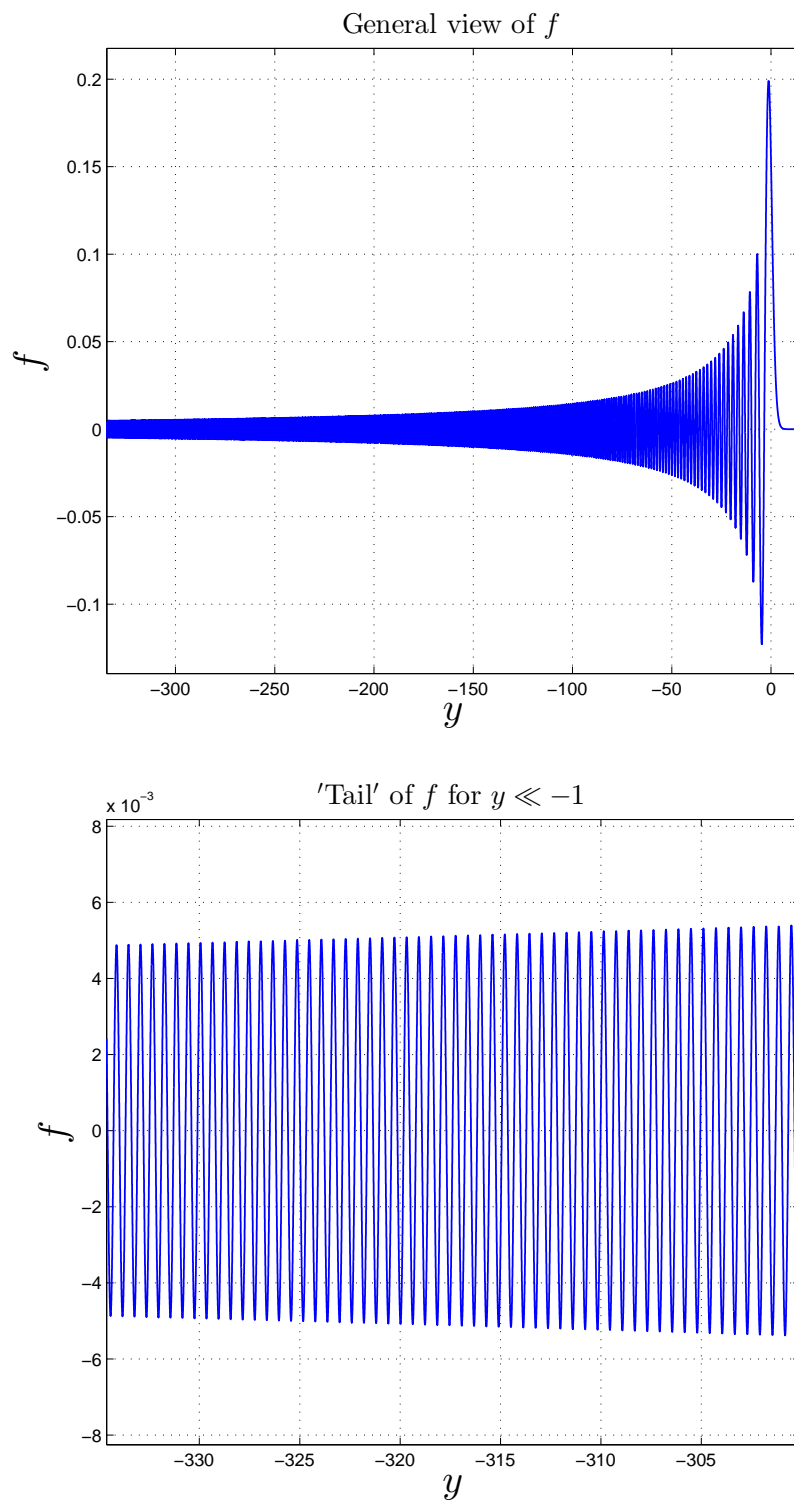 General view of f
0.2
0.15
0.1
0.05
0
−0.05
−0.1
f
−300 −250 −200 −150 −100 −50 0
y
x 10⁻³
'Tail' of f for y ≪ −1
8
6
4
2
0
−2
−4
−6
−8
f
−330 −325 −320 −315 −310 −305
y